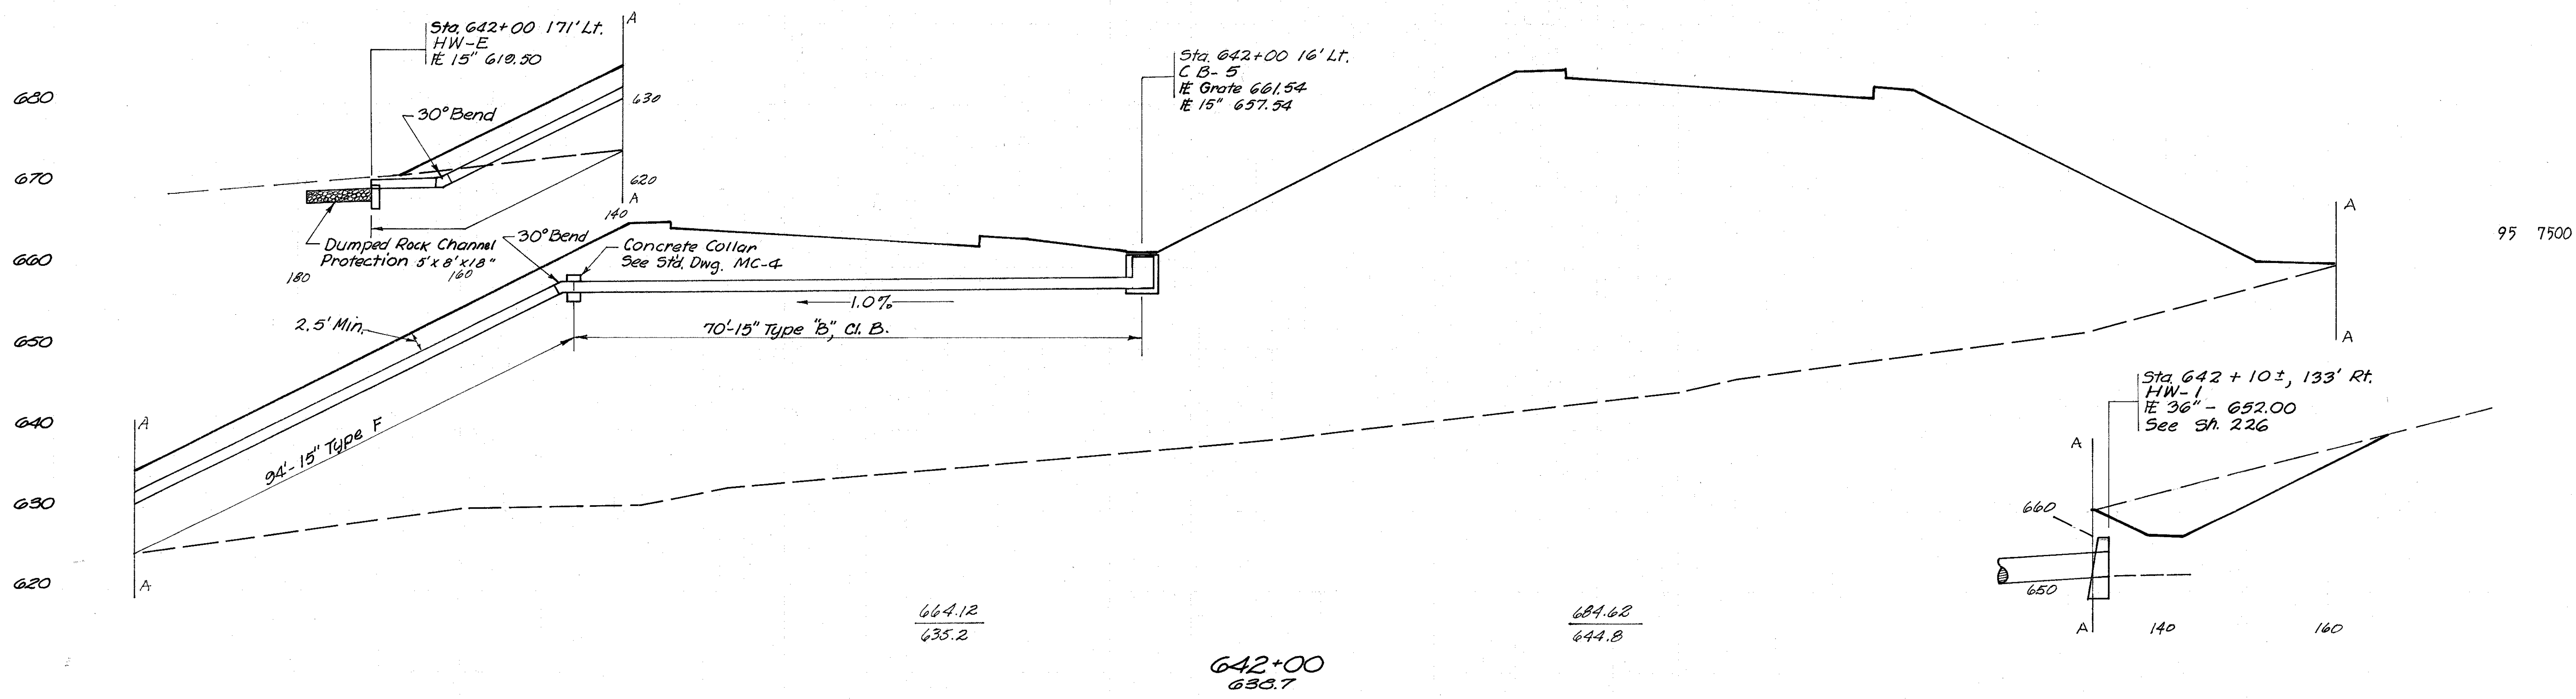 Sta. 642+00 171' Lt.
HW-E
15" 619.50
A
30° Bend
630
620
A
140
Dumped Rock Channel
Protection 5'x8'x18"
180
160
680
670
660
650
640
630
620
Sta. 642+00 16' Lt.
CB-5
Grate 661.54
15" 657.54
30° Bend
Concrete Collar
See Std. Dwg. MC-4
1.0%
70'-15" Type "B", Cl. B.
2.5' Min.
94'-15" Type F
A
A
A
A
95 7500
Sta. 642 + 10±, 133' Rt.
HW-1
36" - 652.00
See Sh. 226
A
660
650
A
140
160
664.12
635.2
684.62
644.8
642+00
638.7